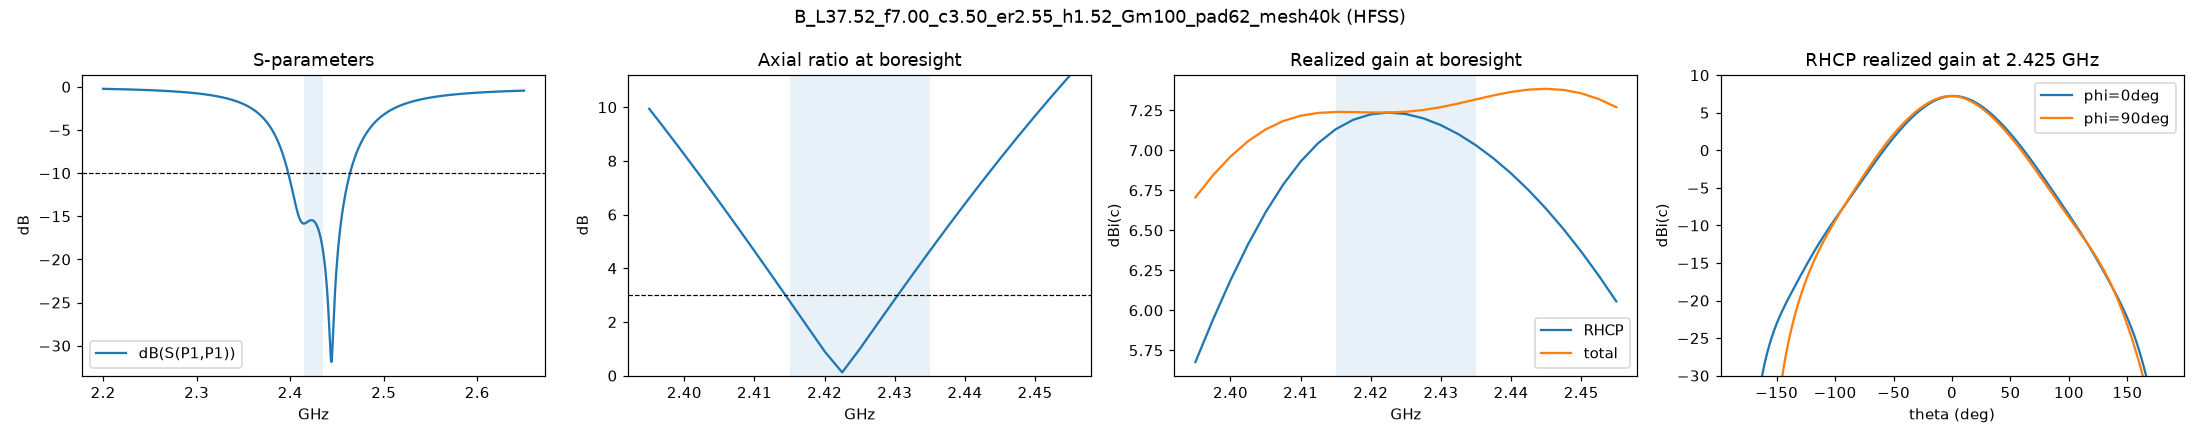 B_L37.52_f7.00_c3.50_er2.55_h1.52_Gm100_pad62_mesh40k (HFSS)
S-parameters
0
−5
−10
−15
−20
−25
−30
dB
dB(S(P1,P1))
2.2 2.3 2.4 2.5 2.6
GHz
Axial ratio at boresight
10
8
6
4
2
0
dB
2.40 2.41 2.42 2.43 2.44 2.45
GHz
Realized gain at boresight
7.25
7.00
6.75
6.50
6.25
6.00
5.75
dBi(c)
RHCP
total
2.40 2.41 2.42 2.43 2.44 2.45
GHz
RHCP realized gain at 2.425 GHz
10
5
0
−5
−10
−15
−20
−25
−30
dBi(c)
phi=0deg
phi=90deg
−150 −100 −50 0 50 100 150
theta (deg)